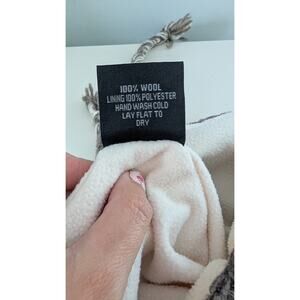 100% WOOL
LINING 100% POLYESTER
HAND WASH COLD
LAY FLAT TO
DRY